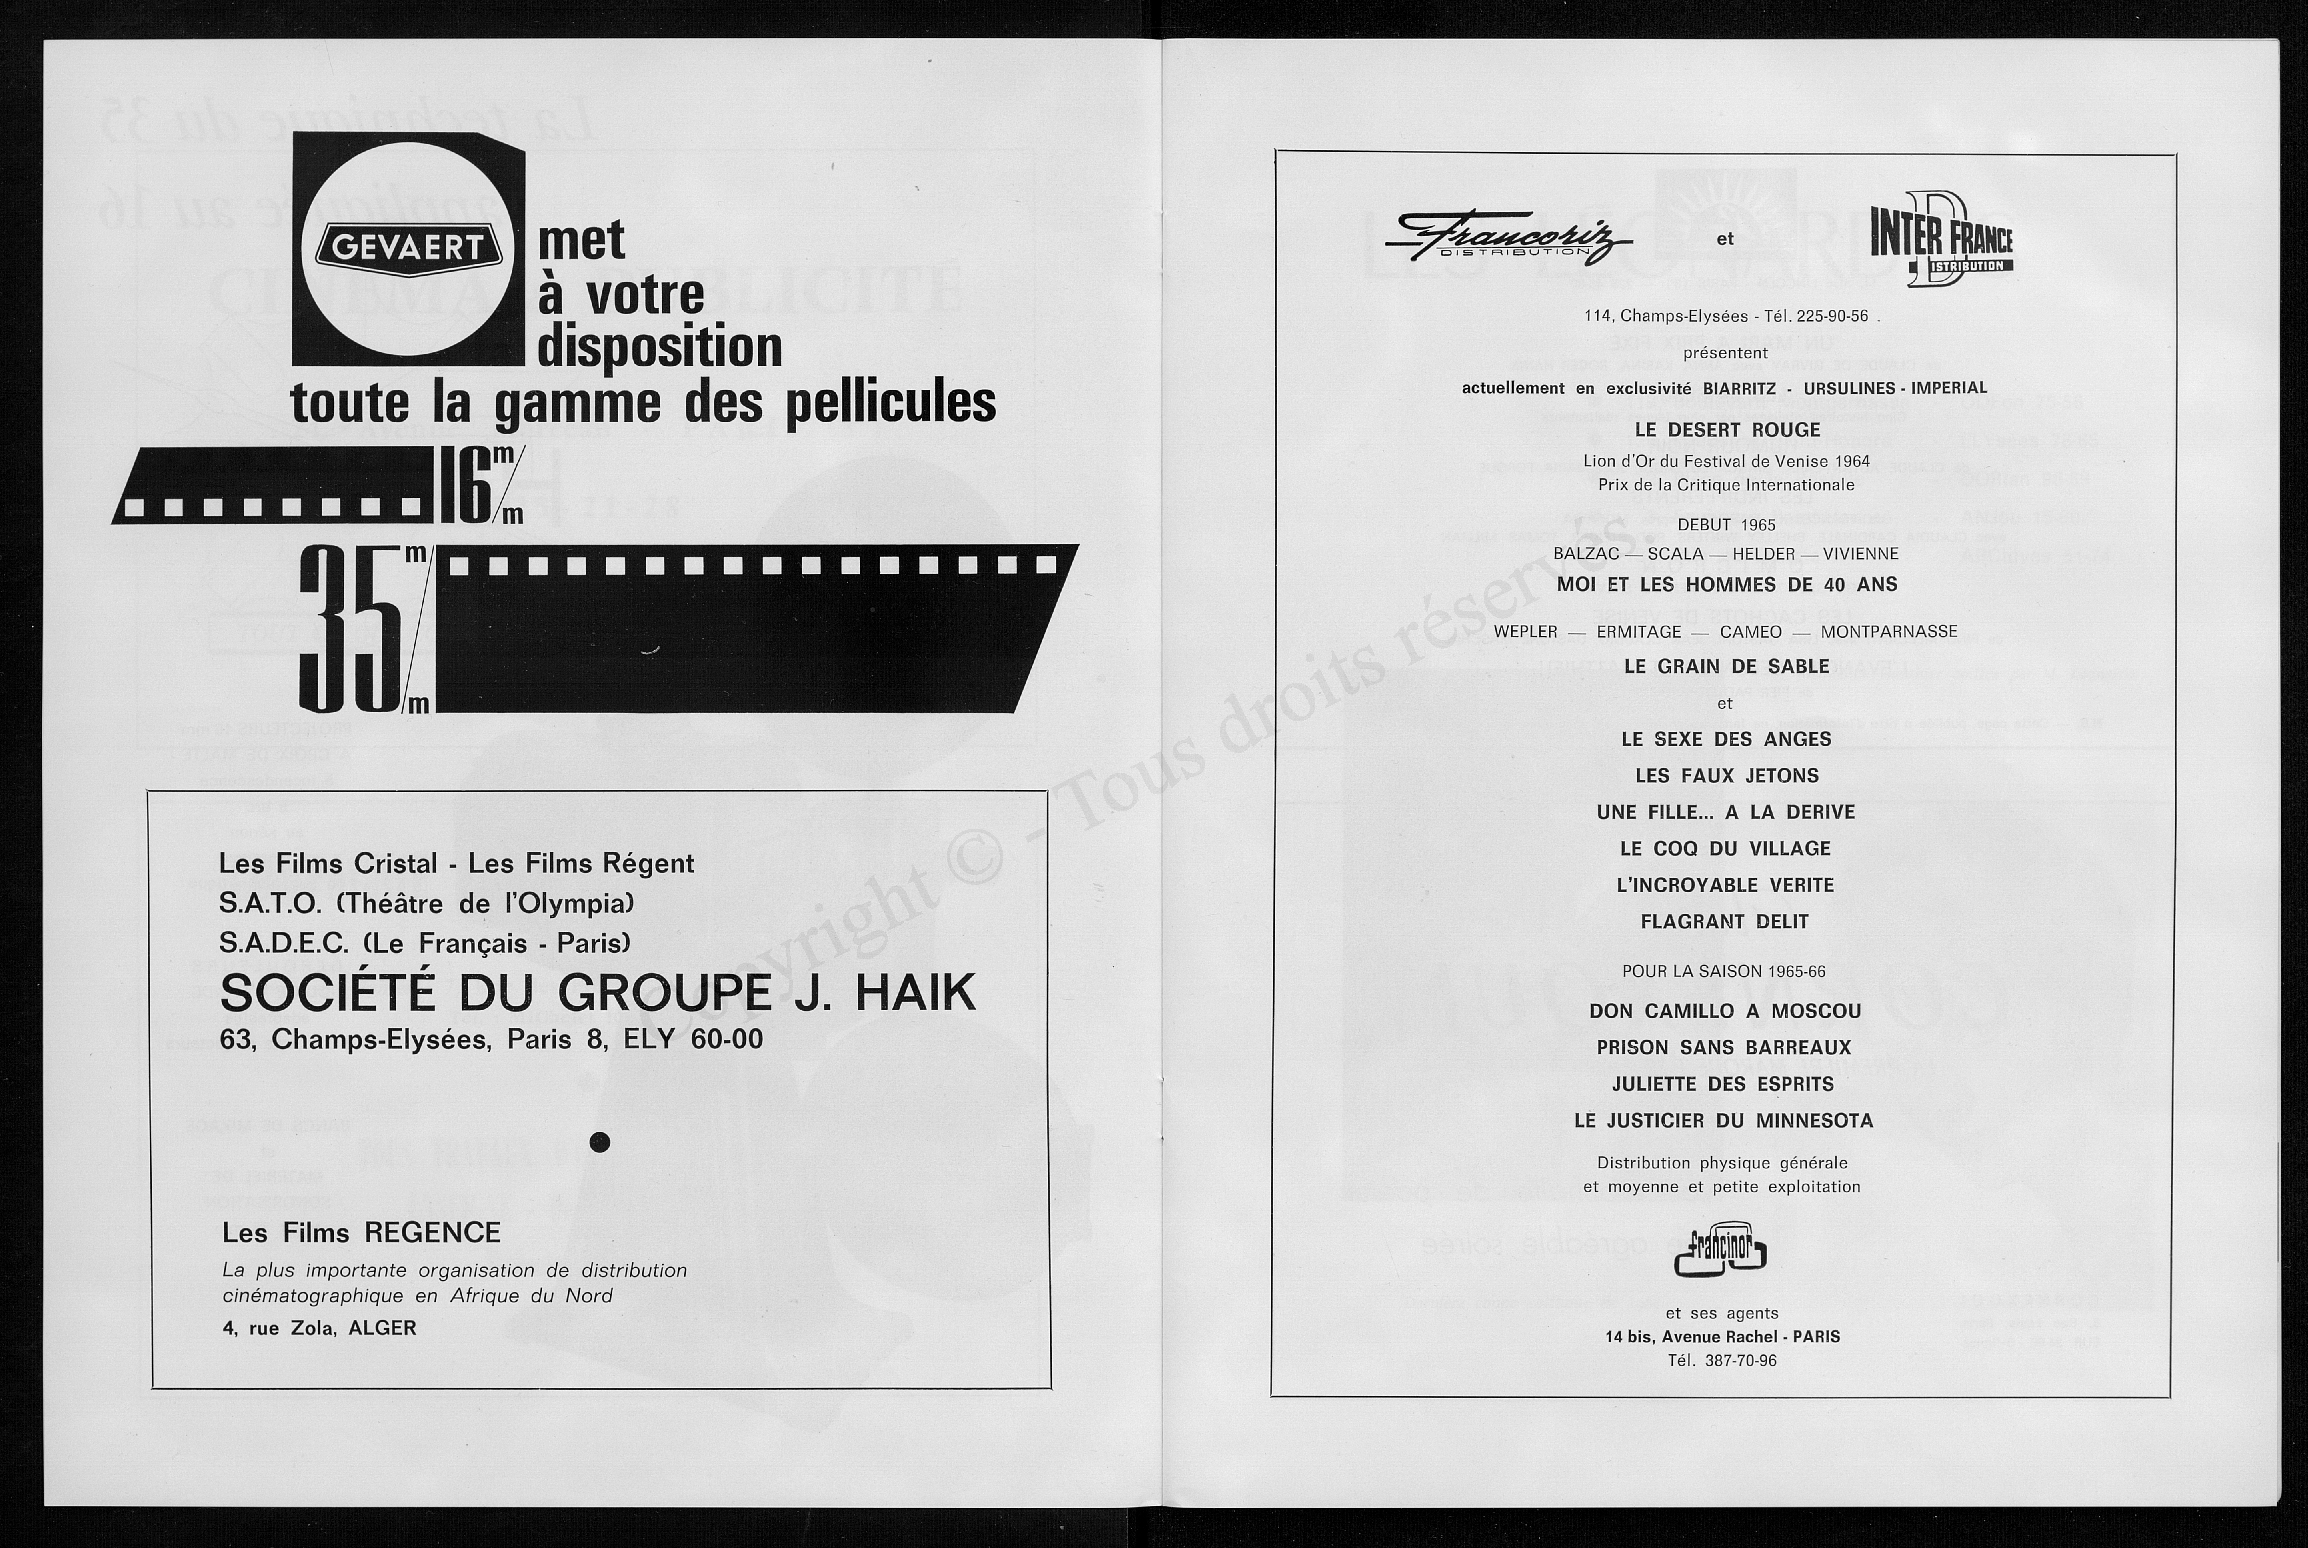 GEVAERT
met
à votre
disposition
toute la gamme des pellicules
16 m/m
35 m/m
Les Films Cristal - Les Films Régent
S.A.T.O. (Théâtre de l'Olympia)
S.A.D.E.C. (Le Français - Paris)
SOCIÉTÉ DU GROUPE J. HAIK
63, Champs-Elysées, Paris 8, ELY 60-00
Les Films REGENCE
La plus importante organisation de distribution
cinématographique en Afrique du Nord
4, rue Zola, ALGER
Francoriz
DISTRIBUTION
et
INTER FRANCE
DISTRIBUTION
114, Champs-Elysées - Tél. 225-90-56
présentent
actuellement en exclusivité BIARRITZ - URSULINES - IMPERIAL
LE DESERT ROUGE
Lion d'Or du Festival de Venise 1964
Prix de la Critique Internationale
DEBUT 1965
BALZAC — SCALA — HELDER — VIVIENNE
MOI ET LES HOMMES DE 40 ANS
WEPLER — ERMITAGE — CAMEO — MONTPARNASSE
LE GRAIN DE SABLE
et
LE SEXE DES ANGES
LES FAUX JETONS
UNE FILLE... A LA DERIVE
LE COQ DU VILLAGE
L'INCROYABLE VERITE
FLAGRANT DELIT
POUR LA SAISON 1965-66
DON CAMILLO A MOSCOU
PRISON SANS BARREAUX
JULIETTE DES ESPRITS
LE JUSTICIER DU MINNESOTA
Distribution physique générale
et moyenne et petite exploitation
francinor
et ses agents
14 bis, Avenue Rachel - PARIS
Tél. 387-70-96
Copyright © - Tous droits réservés.